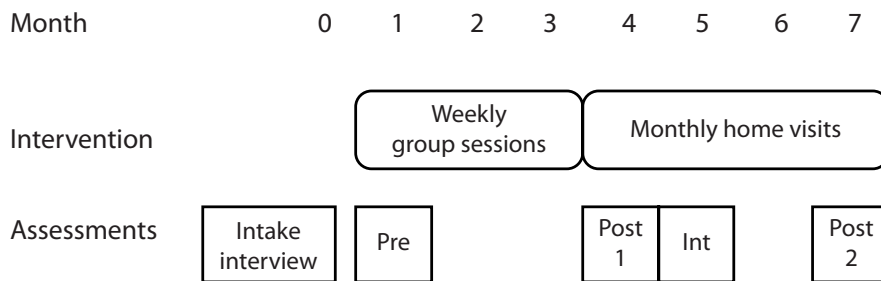 Month 0 1 2 3 4 5 6 7
Weekly
group sessions
Monthly home visits
Intervention
Assessments
Intake
interview
Pre
Post
1
Int
Post
2